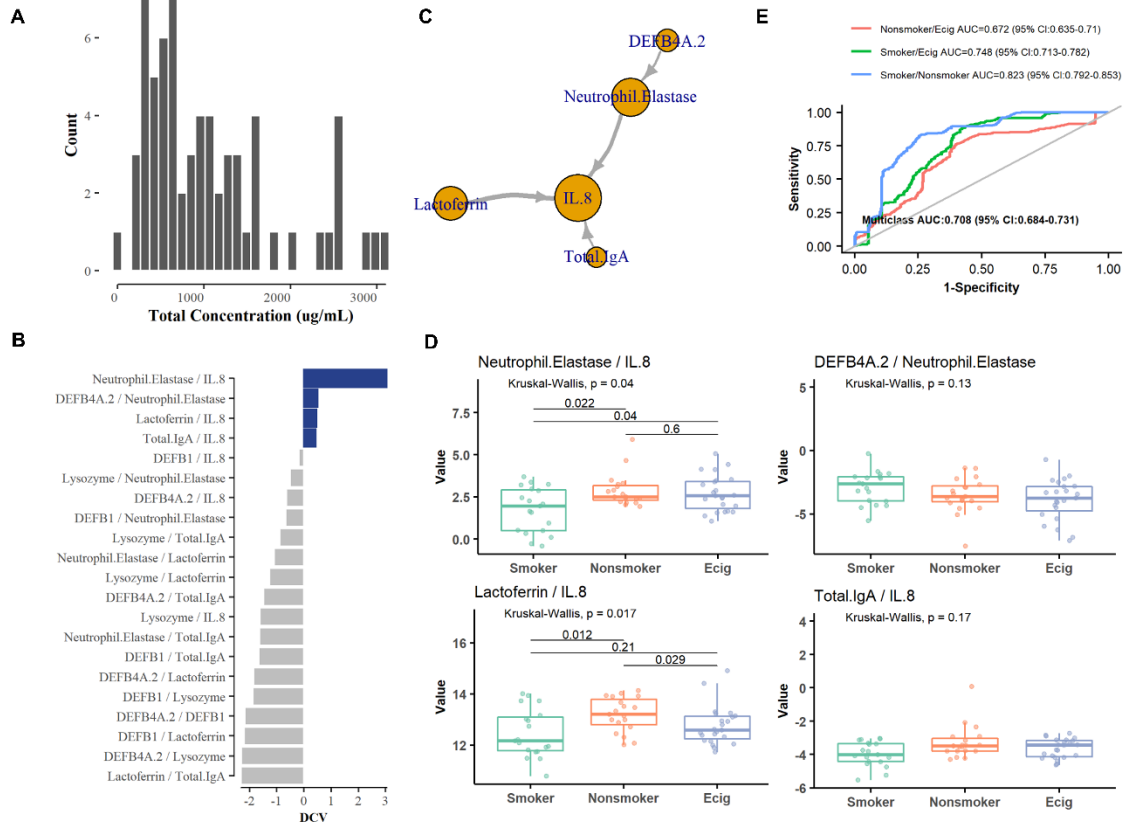 A
6
4
2
0
Count
0
1000
2000
3000
Total Concentration (ug/mL)
B
Neutrophil.Elastase / IL.8
DEFB4A.2 / Neutrophil.Elastase
Lactoferrin / IL.8
Total.IgA / IL.8
DEFB1 / IL.8
Lysozyme / Neutrophil.Elastase
DEFB4A.2 / IL.8
DEFB1 / Neutrophil.Elastase
Lysozyme / Total.IgA
Neutrophil.Elastase / Lactoferrin
Lysozyme / Lactoferrin
DEFB4A.2 / Total.IgA
Lysozyme / IL.8
Neutrophil.Elastase / Total.IgA
DEFB1 / Total.IgA
DEFB4A.2 / Lactoferrin
DEFB1 / Lysozyme
DEFB4A.2 / DEFB1
DEFB1 / Lactoferrin
DEFB4A.2 / Lysozyme
Lactoferrin / Total.IgA
-2 -1 0 1 2 3
DCV
C
DEFB4A.2
Neutrophil.Elastase
IL.8
Lactoferrin
Total.IgA
D
Neutrophil.Elastase / IL.8
Kruskal-Wallis, p = 0.04
0.022
0.04
0.6
7.5
5.0
2.5
0.0
Value
Smoker Nonsmoker Ecig
DEFB4A.2 / Neutrophil.Elastase
Kruskal-Wallis, p = 0.13
5
0
-5
Value
Smoker Nonsmoker Ecig
Lactoferrin / IL.8
Kruskal-Wallis, p = 0.017
0.012
0.21
0.029
16
14
12
Value
Smoker Nonsmoker Ecig
Total.IgA / IL.8
Kruskal-Wallis, p = 0.17
4
2
0
-2
-4
-6
Value
Smoker Nonsmoker Ecig
E
Nonsmoker/Ecig AUC=0.672 (95% CI:0.635-0.71)
Smoker/Ecig AUC=0.748 (95% CI:0.713-0.782)
Smoker/Nonsmoker AUC=0.823 (95% CI:0.792-0.853)
1.00
0.75
0.50
0.25
0.00
Sensitivity
Multiclass AUC:0.708 (95% CI:0.684-0.731)
0.00 0.25 0.50 0.75 1.00
1-Specificity